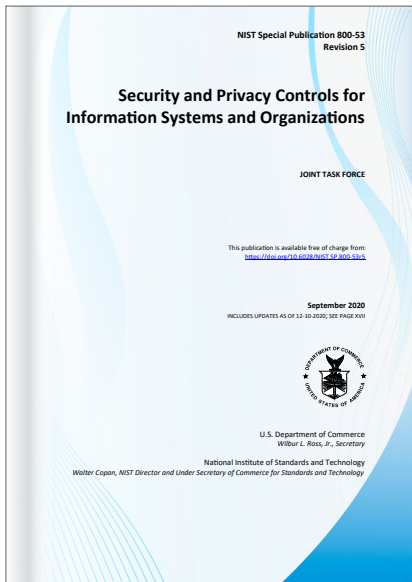 NIST Special Publication 800-53
Revision 5
Security and Privacy Controls for
Information Systems and Organizations
JOINT TASK FORCE
This publication is available free of charge from:
https://doi.org/10.6028/NIST.SP.800-53r5
September 2020
INCLUDES UPDATES AS OF 12-10-2020; SEE PAGE XVII
DEPARTMENT OF COMMERCE
UNITED STATES OF AMERICA
U.S. Department of Commerce
Wilbur L. Ross, Jr., Secretary
National Institute of Standards and Technology
Walter Copan, NIST Director and Under Secretary of Commerce for Standards and Technology